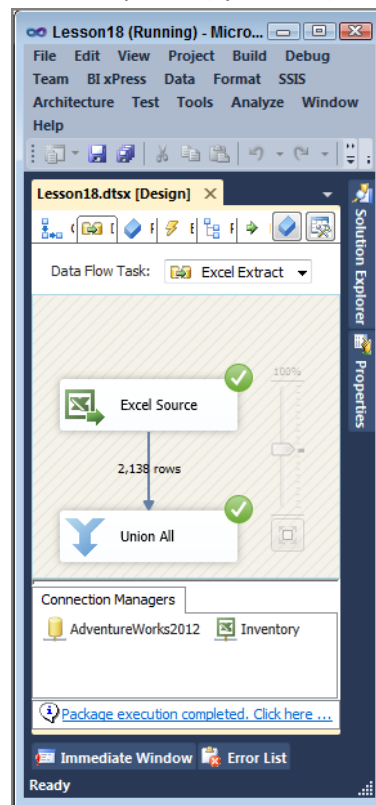 Lesson18 (Running) - Micro...
File Edit View Project Build Debug
Team BI xPress Data Format SSIS
Architecture Test Tools Analyze Window
Help
Lesson18.dtsx [Design]
Data Flow Task: Excel Extract
100%
Excel Source
2,138 rows
Union All
Connection Managers
AdventureWorks2012 Inventory
Package execution completed. Click here ...
Immediate Window Error List
Ready
Solution Explorer
Properties